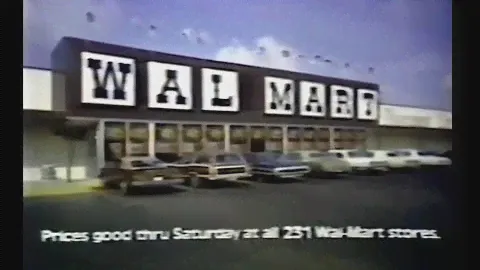 WAL MART
Prices good thru Saturday at all 231 Wal-Mart stores.